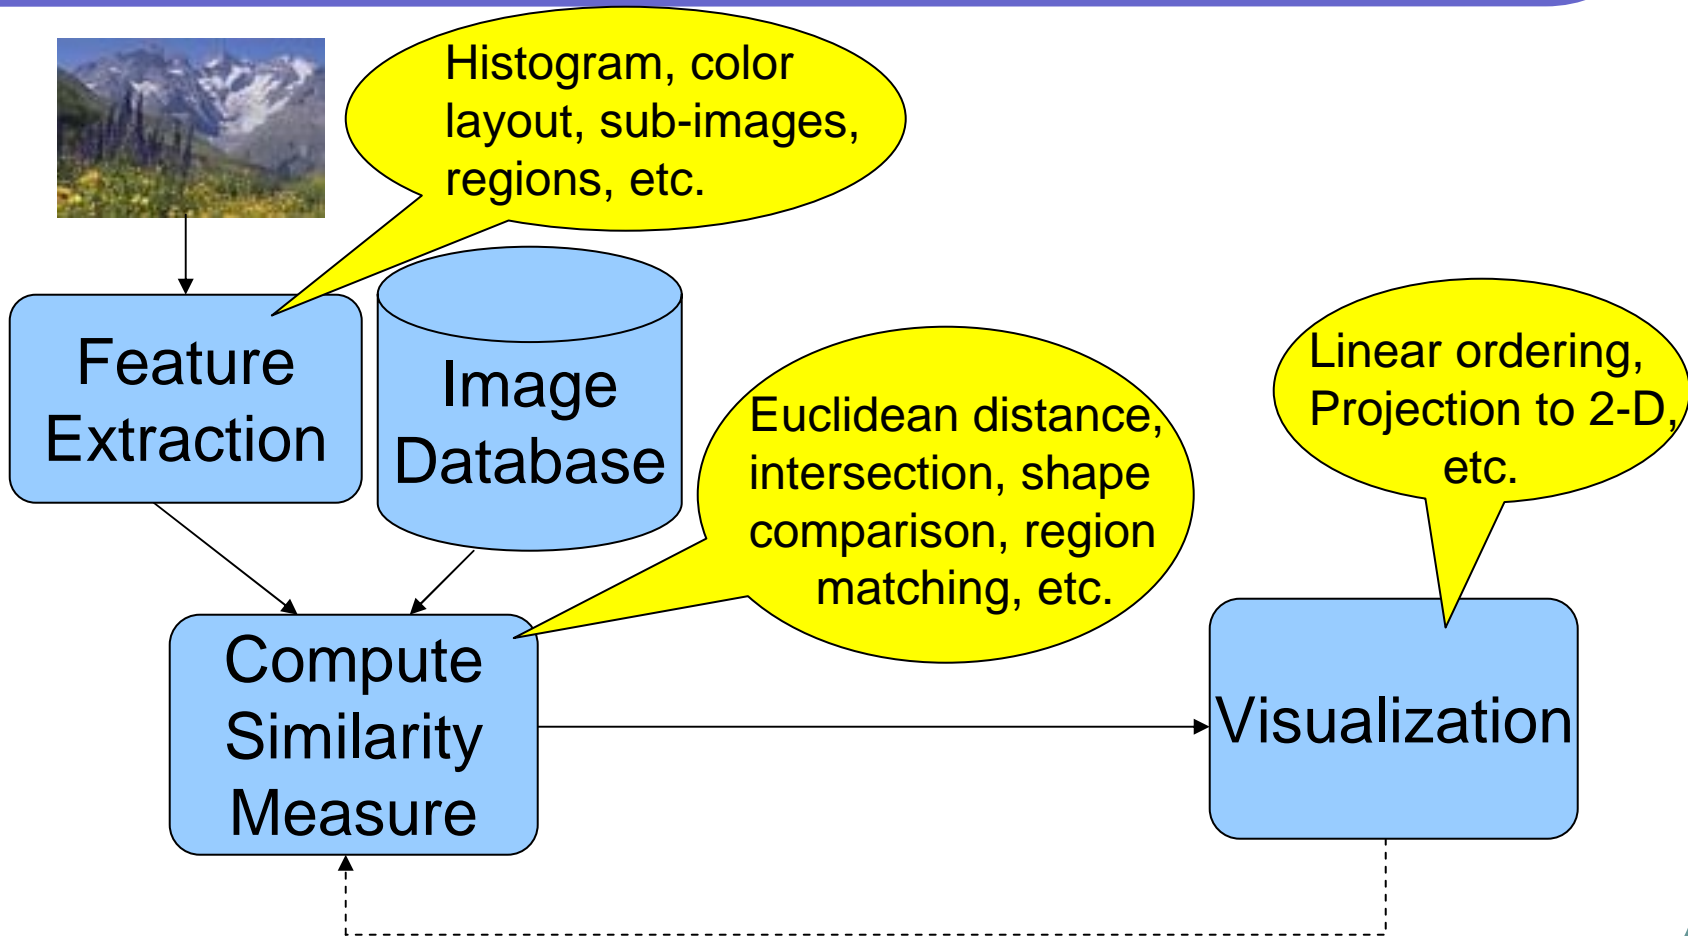 Histogram, color
layout, sub-images,
regions, etc.
Feature
Extraction
Image
Database
Euclidean distance,
intersection, shape
comparison, region
matching, etc.
Linear ordering,
Projection to 2-D,
etc.
Compute
Similarity
Measure
Visualization